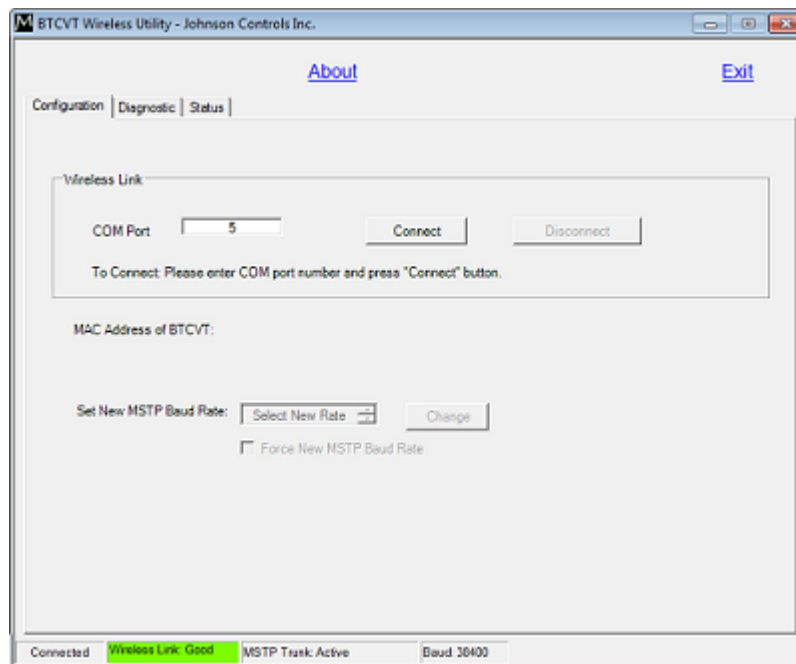 BTCVT Wireless Utility - Johnson Controls Inc.
About Exit
Configuration Diagnostic Status
Wireless Link
COM Port 5 Connect Disconnect
To Connect: Please enter COM port number and press "Connect" button.
MAC Address of BTCVT:
Set New MSTP Baud Rate: Select New Rate Change
Force New MSTP Baud Rate
Connected Wireless Link: Good MSTP Trunk: Active Baud: 38400